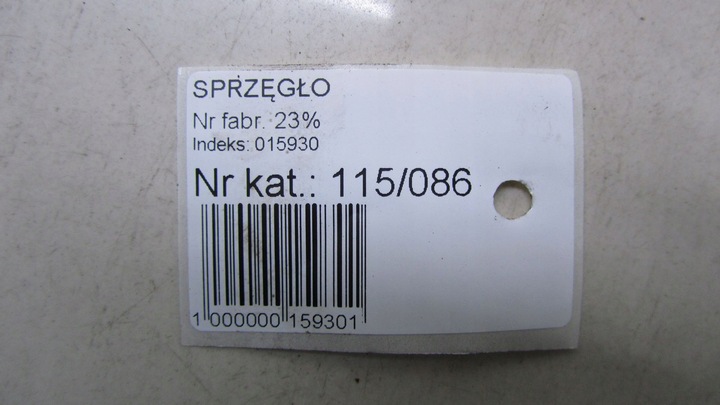 SPRZĘGŁO
Nr fabr. 23%
Indeks: 015930
Nr kat.: 115/086
1 000000 159301